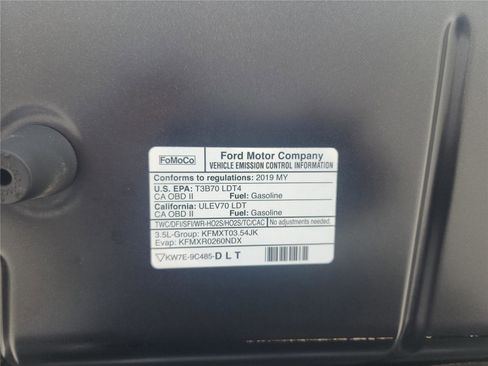 FoMoCo
Ford Motor Company
VEHICLE EMISSION CONTROL INFORMATION
Conforms to regulations: 2019 MY
U.S. EPA: T3B70 LDT4
CA OBD II Fuel: Gasoline
California: ULEV70 LDT
CA OBD II Fuel: Gasoline
TWC/DFI/SFI/WR-HO2S/HO2S/TC/CAC No adjustments needed.
3.5L-Group: KFMXT03.54JK
Evap: KFMXR0260NDX
KW7E-9C485-D L T